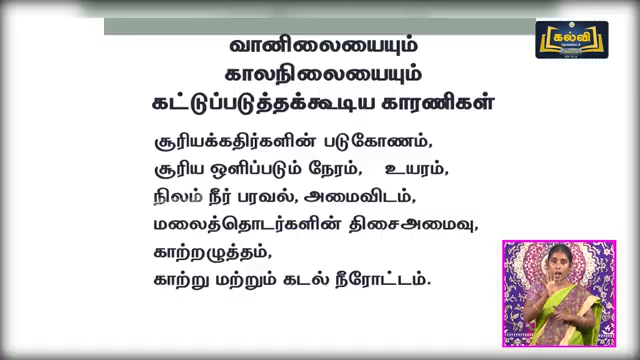 கல்வி
வானிலையையும்
காலநிலையையும்
கட்டுப்படுத்தக்கூடிய காரணிகள்
சூரியக்கதிர்களின் படுகோணம்,
சூரிய ஒளிப்படும் நேரம், உயரம்,
நிலம் நீர் பரவல், அமைவிடம்,
மலைத்தொடர்களின் திசைஅமைவு,
காற்றழுத்தம்,
காற்று மற்றும் கடல் நீரோட்டம்.